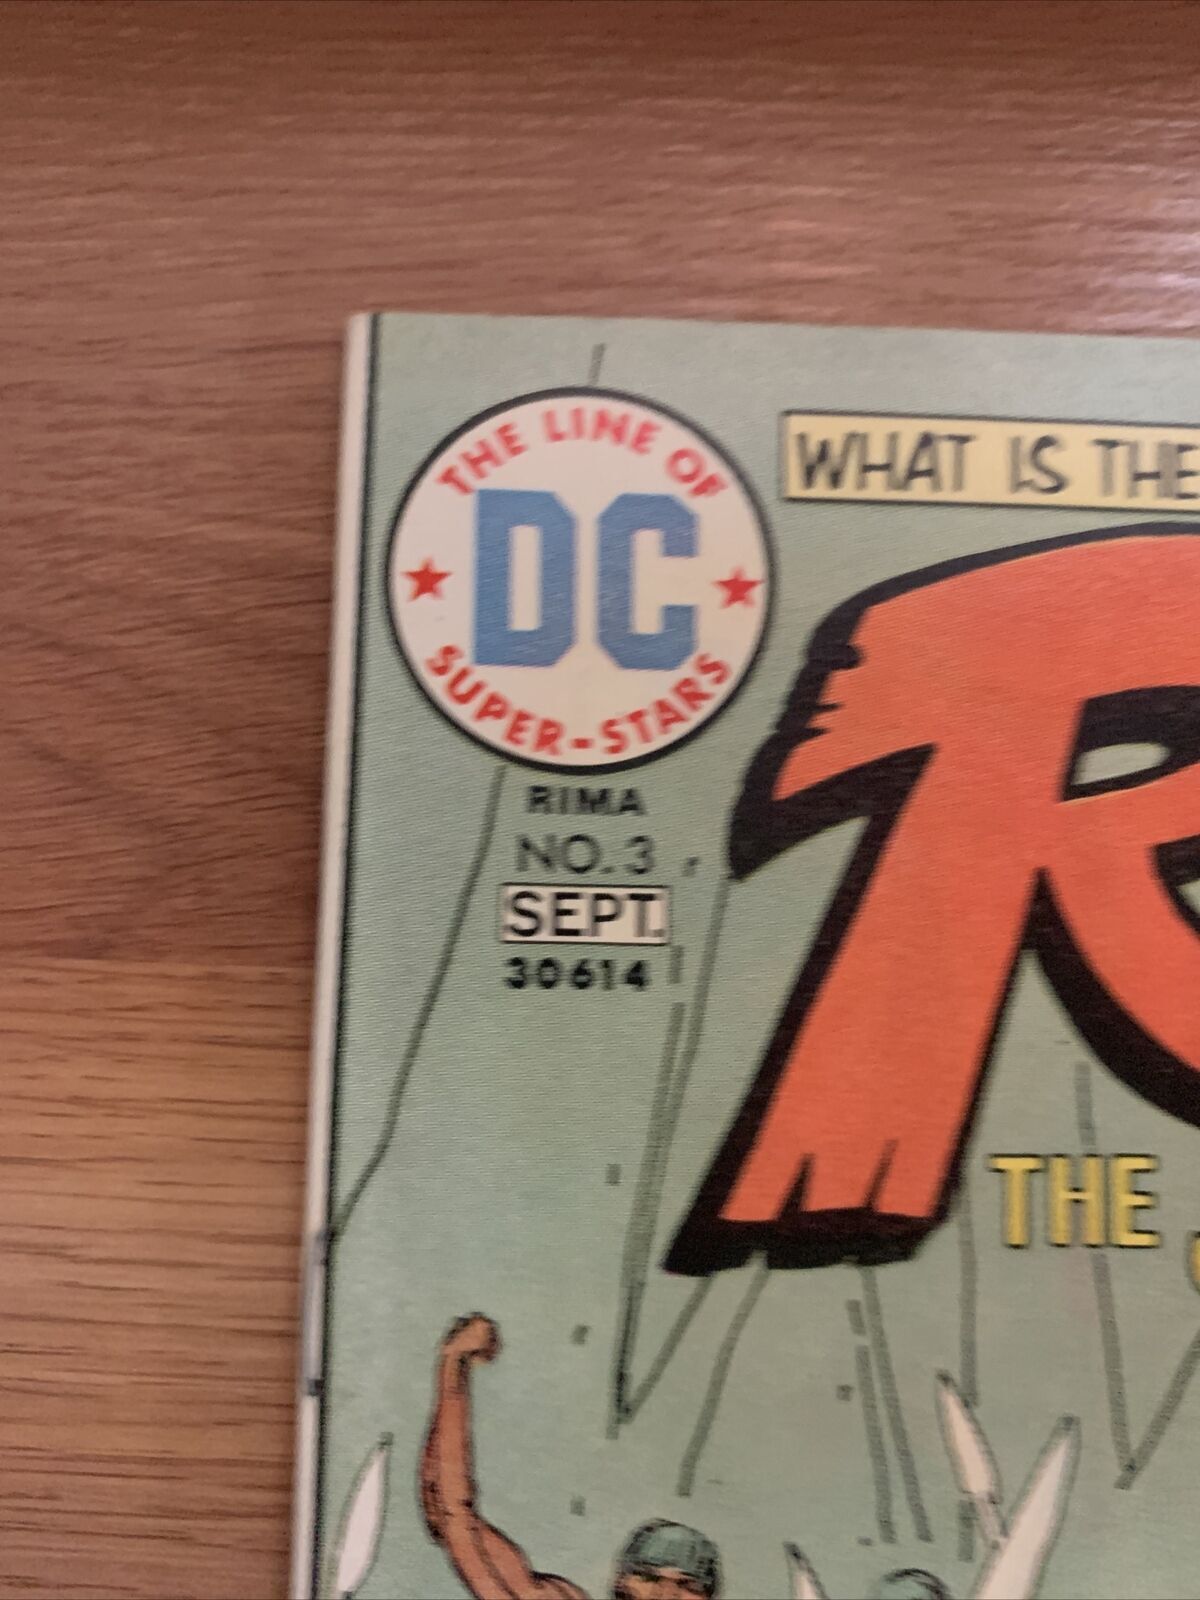 THE LINE OF
DC
SUPER-STARS
RIMA
NO. 3
SEPT.
30614
WHAT IS THE
R
THE